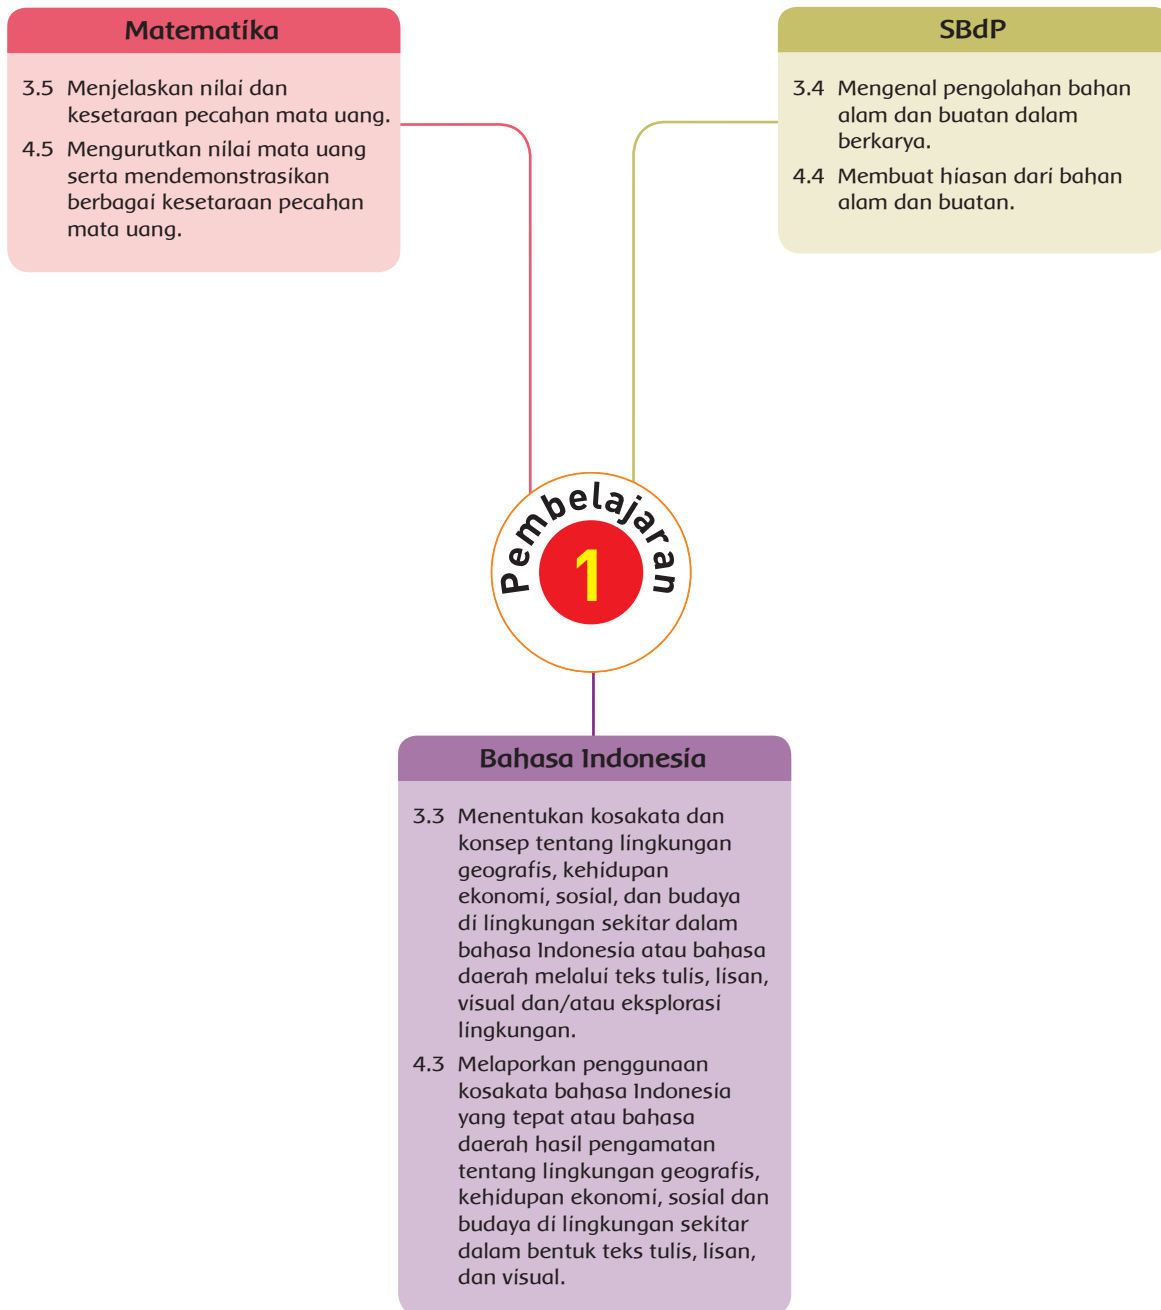 Matematika
3.5 Menjelaskan nilai dan
kesetaraan pecahan mata uang.
4.5 Mengurutkan nilai mata uang
serta mendemonstrasikan
berbagai kesetaraan pecahan
mata uang.
SBdP
3.4 Mengenal pengolahan bahan
alam dan buatan dalam
berkarya.
4.4 Membuat hiasan dari bahan
alam dan buatan.
Pembelajaran
1
Bahasa Indonesia
3.3 Menentukan kosakata dan
konsep tentang lingkungan
geografis, kehidupan
ekonomi, sosial, dan budaya
di lingkungan sekitar dalam
bahasa Indonesia atau bahasa
daerah melalui teks tulis, lisan,
visual dan/atau eksplorasi
lingkungan.
4.3 Melaporkan penggunaan
kosakata bahasa Indonesia
yang tepat atau bahasa
daerah hasil pengamatan
tentang lingkungan geografis,
kehidupan ekonomi, sosial dan
budaya di lingkungan sekitar
dalam bentuk teks tulis, lisan,
dan visual.